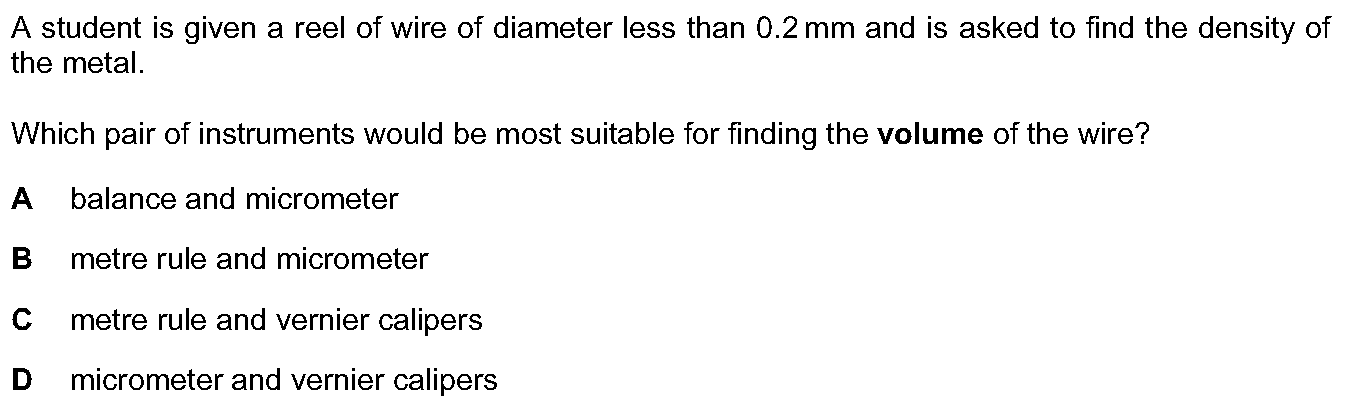 A student is given a reel of wire of diameter less than 0.2 mm and is asked to find the density of
the metal.
Which pair of instruments would be most suitable for finding the volume of the wire?
A balance and micrometer
B metre rule and micrometer
C metre rule and vernier calipers
D micrometer and vernier calipers